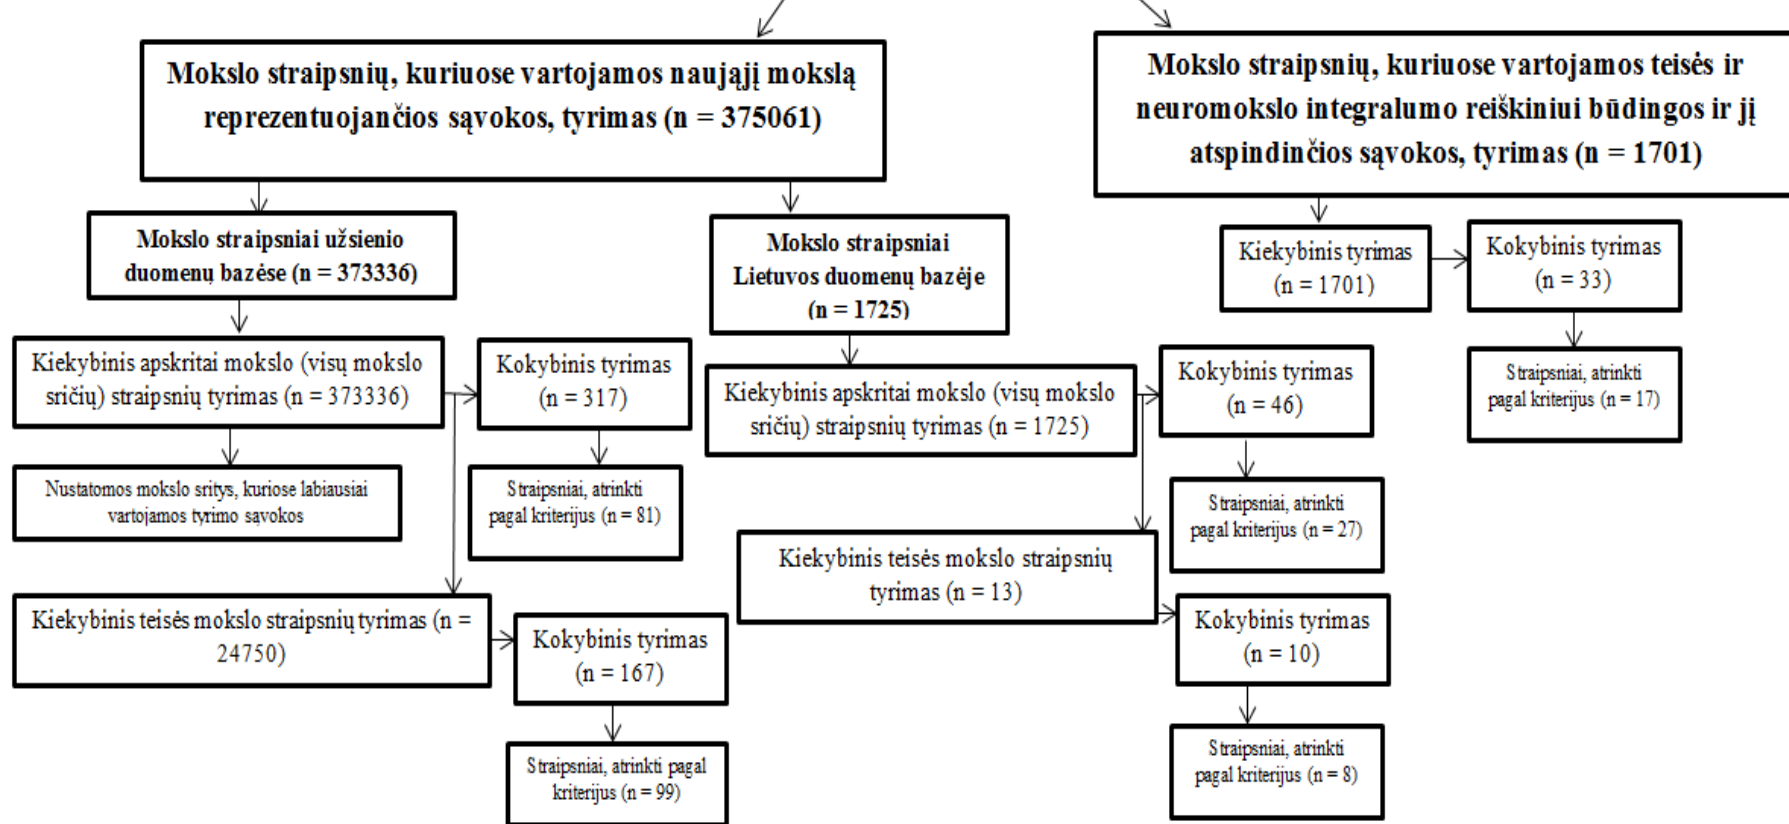 Mokslo straipsnių, kuriuose vartojamos naująjį mokslą
reprezentuojančios sąvokos, tyrimas (n = 375061)
Mokslo straipsnių, kuriuose vartojamos teisės ir
neuromokslo integralumo reiškiniui būdingos ir jį
atspindinčios sąvokos, tyrimas (n = 1701)
Mokslo straipsniai užsienio
duomenų bazėse (n = 373336)
Mokslo straipsniai
Lietuvos duomenų bazėje
(n = 1725)
Kiekybinis tyrimas
(n = 1701)
Kokybinis tyrimas
(n = 33)
Kiekybinis apskritai mokslo (visų mokslo
sričių) straipsnių tyrimas (n = 373336)
Kokybinis tyrimas
(n = 317)
Kiekybinis apskritai mokslo (visų mokslo
sričių) straipsnių tyrimas (n = 1725)
Kokybinis tyrimas
(n = 46)
Straipsniai, atrinkti
pagal kriterijus (n = 17)
Nustatomos mokslo sritys, kuriose labiausiai
vartojamos tyrimo sąvokos
Straipsniai, atrinkti
pagal kriterijus (n = 81)
Straipsniai, atrinkti
pagal kriterijus (n = 27)
Kiekybinis teisės mokslo straipsnių
tyrimas (n = 13)
Kiekybinis teisės mokslo straipsnių tyrimas (n =
24750)
Kokybinis tyrimas
(n = 167)
Kokybinis tyrimas
(n = 10)
Straipsniai, atrinkti pagal
kriterijus (n = 99)
Straipsniai, atrinkti
pagal kriterijus (n = 8)